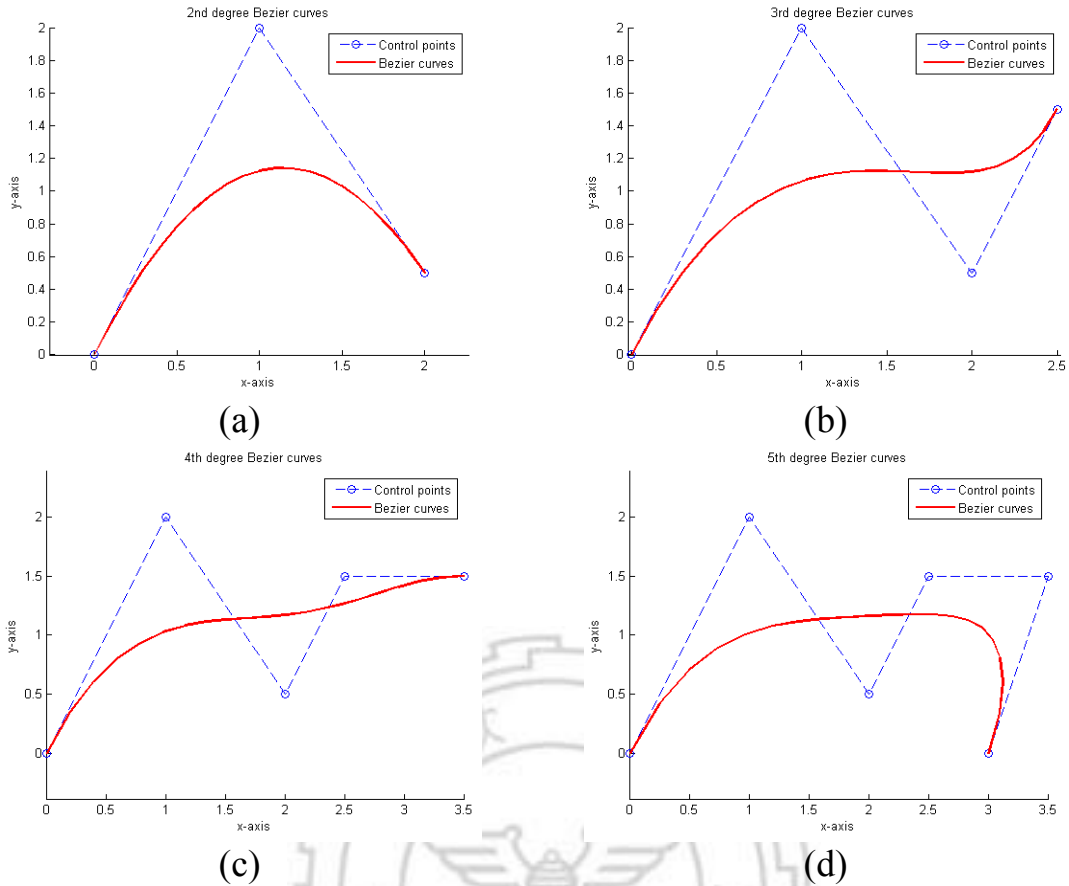 2nd degree Bezier curves
Control points
Bezier curves
2
1.8
1.6
1.4
1.2
1
0.8
0.6
0.4
0.2
0
y-axis
0 0.5 1 1.5 2
x-axis
(a)
3rd degree Bezier curves
Control points
Bezier curves
2
1.8
1.6
1.4
1.2
1
0.8
0.6
0.4
0.2
0
y-axis
0 0.5 1 1.5 2 2.5
x-axis
(b)
4th degree Bezier curves
Control points
Bezier curves
2
1.5
1
0.5
0
y-axis
0 0.5 1 1.5 2 2.5 3 3.5
x-axis
(c)
5th degree Bezier curves
Control points
Bezier curves
2
1.5
1
0.5
0
y-axis
0 0.5 1 1.5 2 2.5 3 3.5
x-axis
(d)